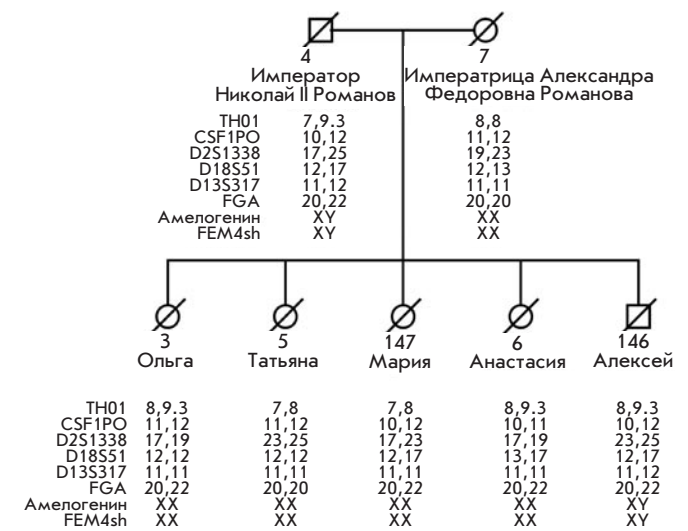 4 7
Император Императрица Александра
Николай II Романов Федоровна Романова
TH01 7,9.3 8,8
CSF1PO 10,12 11,12
D2S1338 17,25 19,23
D18S51 12,17 12,13
D13S317 11,12 11,11
FGA 20,22 20,20
Амелогенин XY XX
FEM4sh XY XX
3 5 147 6 146
Ольга Татьяна Мария Анастасия Алексей
TH01 8,9.3 7,8 7,8 8,9.3 8,9.3
CSF1PO 11,12 11,12 10,12 10,11 10,12
D2S1338 17,19 23,25 17,23 17,19 23,25
D18S51 12,12 12,12 12,17 13,17 12,17
D13S317 11,11 11,11 11,11 11,11 11,12
FGA 20,22 20,20 20,22 20,22 20,22
Амелогенин XX XX XX XX XY
FEM4sh XX XX XX XX XY